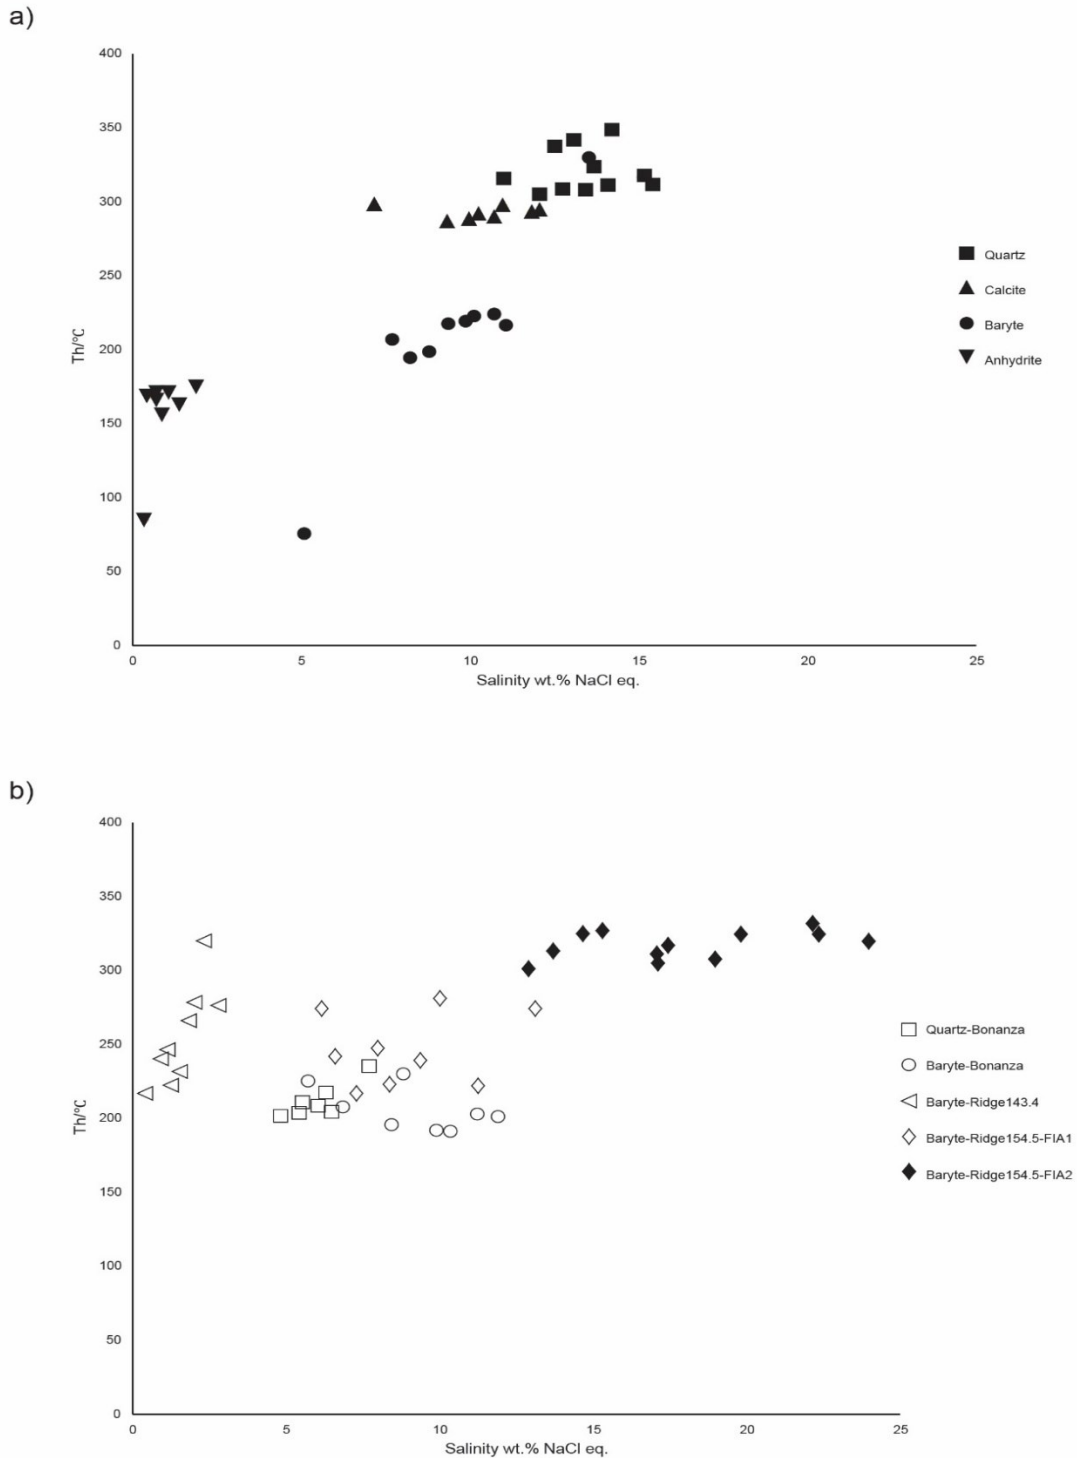 a)
400
350
300
250
200
150
100
50
0
Th/°C
0 5 10 15 20 25
Salinity wt.% NaCl eq.
Quartz
Calcite
Baryte
Anhydrite
b)
400
350
300
250
200
150
100
50
0
Th/°C
0 5 10 15 20 25
Salinity wt.% NaCl eq.
Quartz-Bonanza
Baryte-Bonanza
Baryte-Ridge143.4
Baryte-Ridge154.5-FIA1
Baryte-Ridge154.5-FIA2